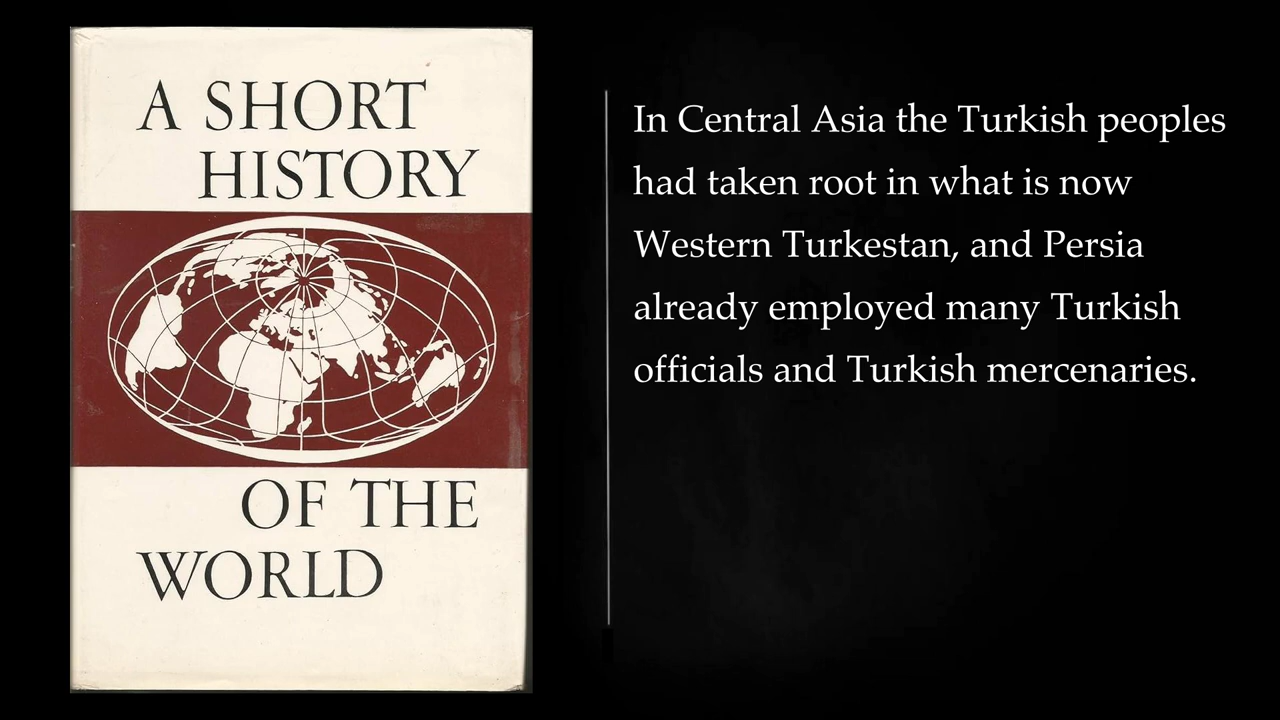 A SHORT
HISTORY
OF THE
WORLD
In Central Asia the Turkish peoples
had taken root in what is now
Western Turkestan, and Persia
already employed many Turkish
officials and Turkish mercenaries.